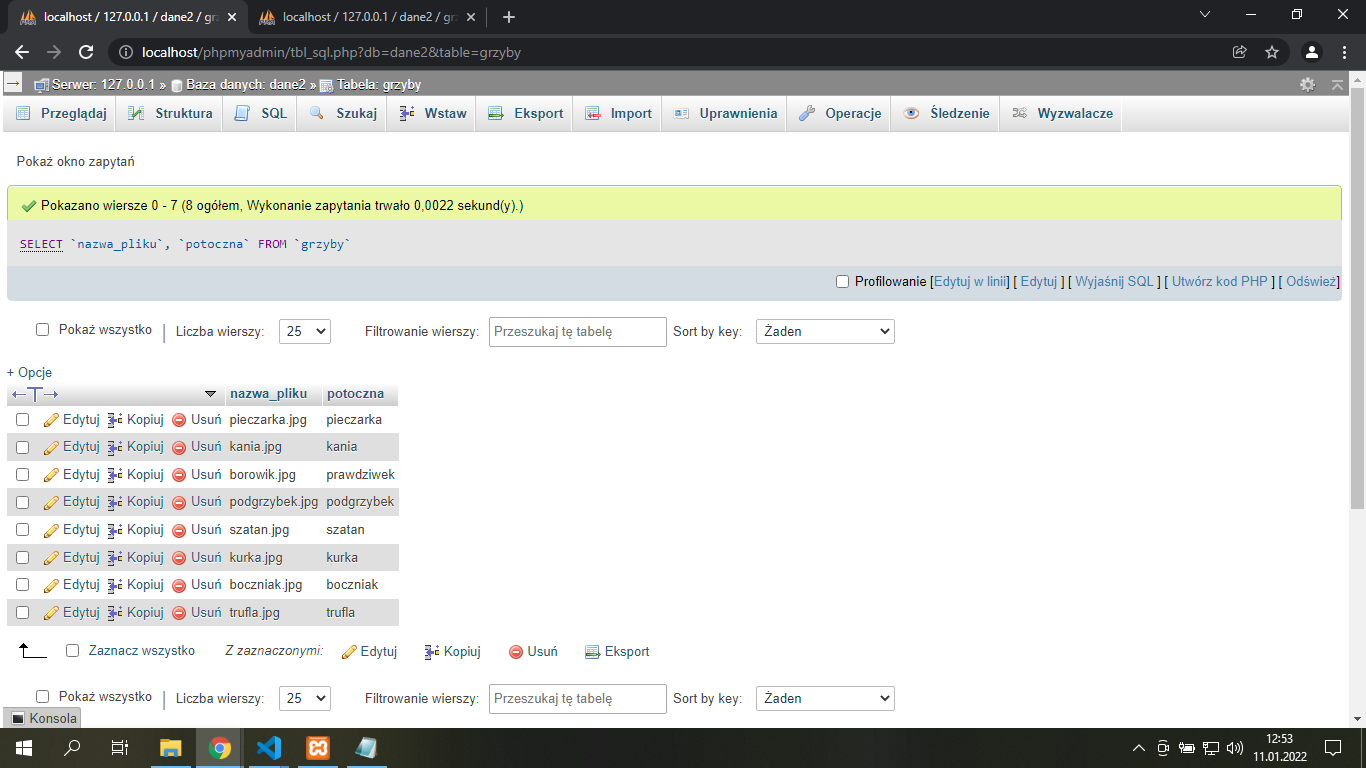 localhost / 127.0.0.1 / dane2 / grz
localhost / 127.0.0.1 / dane2 / grz
localhost/phpmyadmin/tbl_sql.php?db=dane2&table=grzyby
Serwer: 127.0.0.1 » Baza danych: dane2 » Tabela: grzyby
Przeglądaj Struktura SQL Szukaj Wstaw Eksport Import Uprawnienia Operacje Śledzenie Wyzwalacze
Pokaż okno zapytań
Pokazano wiersze 0 - 7 (8 ogółem, Wykonanie zapytania trwało 0,0022 sekund(y).)
SELECT `nazwa_pliku`, `potoczna` FROM `grzyby`
Profilowanie [Edytuj w linii] [ Edytuj ] [ Wyjaśnij SQL ] [ Utwórz kod PHP ] [ Odśwież]
Pokaż wszystko | Liczba wierszy: 25 Filtrowanie wierszy: Przeszukaj tę tabelę Sort by key: Żaden
+ Opcje
←T→ nazwa_pliku potoczna
Edytuj Kopiuj Usuń pieczarka.jpg pieczarka
Edytuj Kopiuj Usuń kania.jpg kania
Edytuj Kopiuj Usuń borowik.jpg prawdziwek
Edytuj Kopiuj Usuń podgrzybek.jpg podgrzybek
Edytuj Kopiuj Usuń szatan.jpg szatan
Edytuj Kopiuj Usuń kurka.jpg kurka
Edytuj Kopiuj Usuń boczniak.jpg boczniak
Edytuj Kopiuj Usuń trufla.jpg trufla
Zaznacz wszystko Z zaznaczonymi: Edytuj Kopiuj Usuń Eksport
Pokaż wszystko | Liczba wierszy: 25 Filtrowanie wierszy: Przeszukaj tę tabelę Sort by key: Żaden
Konsola
12:53
11.01.2022